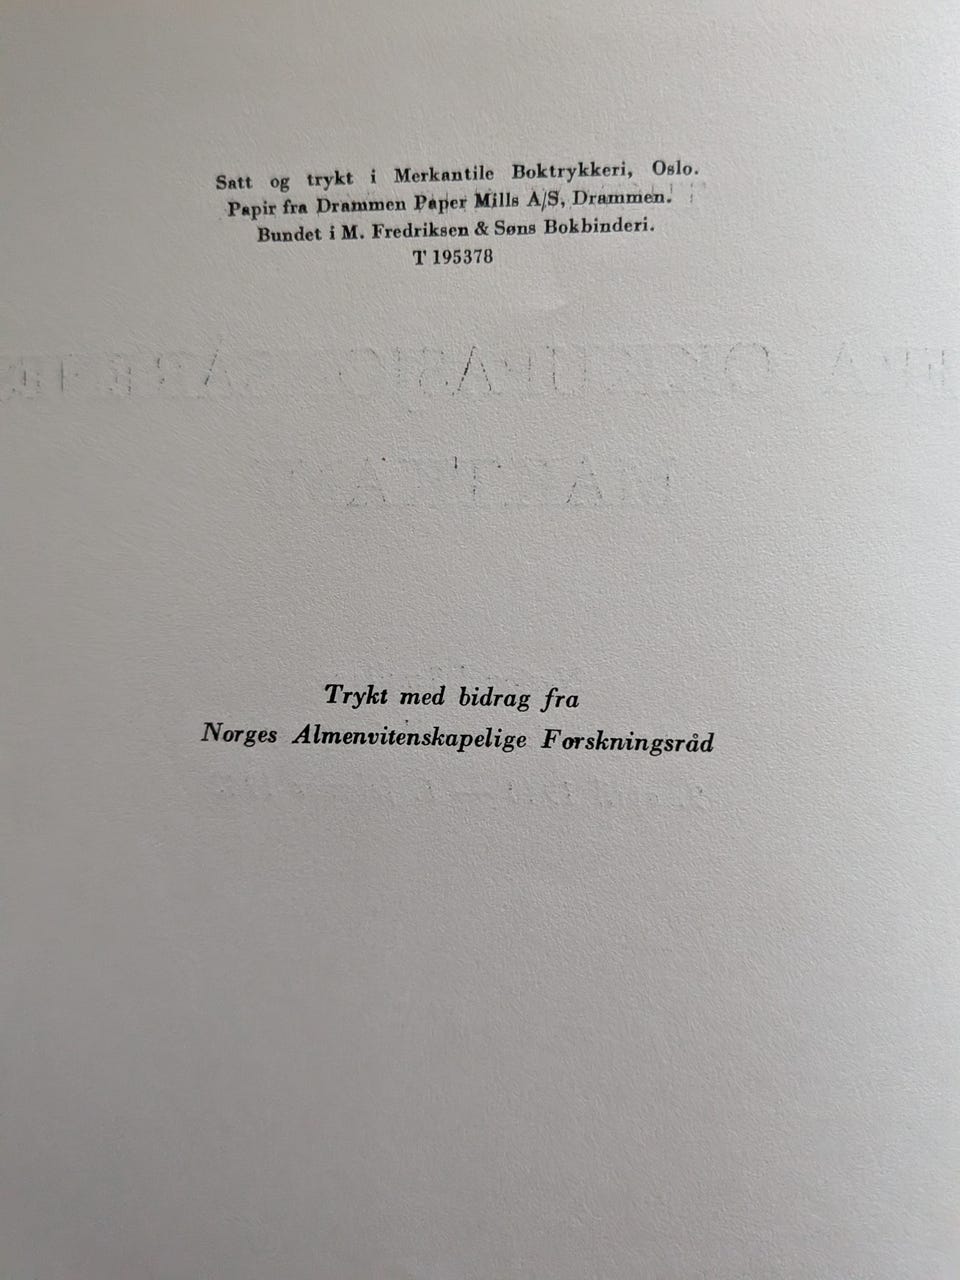 Satt og trykt i Merkantile Boktrykkeri, Oslo.
Papir fra Drammen Paper Mills A/S, Drammen.
Bundet i M. Fredriksen & Søns Bokbinderi.
T 195378
Trykt med bidrag fra
Norges Almenvitenskapelige Forskningsråd